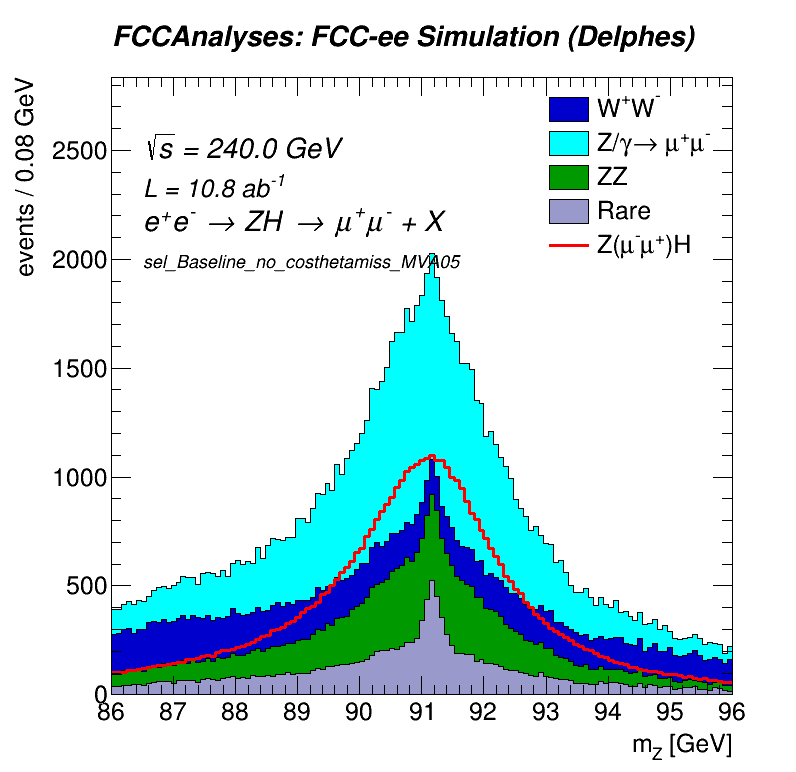 FCCAnalyses: FCC-ee Simulation (Delphes)
events / 0.08 GeV
√s = 240.0 GeV
L = 10.8 ab⁻¹
e⁺e⁻ → ZH → μ⁺μ⁻ + X
sel_Baseline_no_costhetamiss_MVA05
W⁺W⁻
Z/γ→ μ⁺μ⁻
ZZ
Rare
Z(μ⁻μ⁺)H
2500
2000
1500
1000
500
0
86 87 88 89 90 91 92 93 94 95 96
m_Z [GeV]